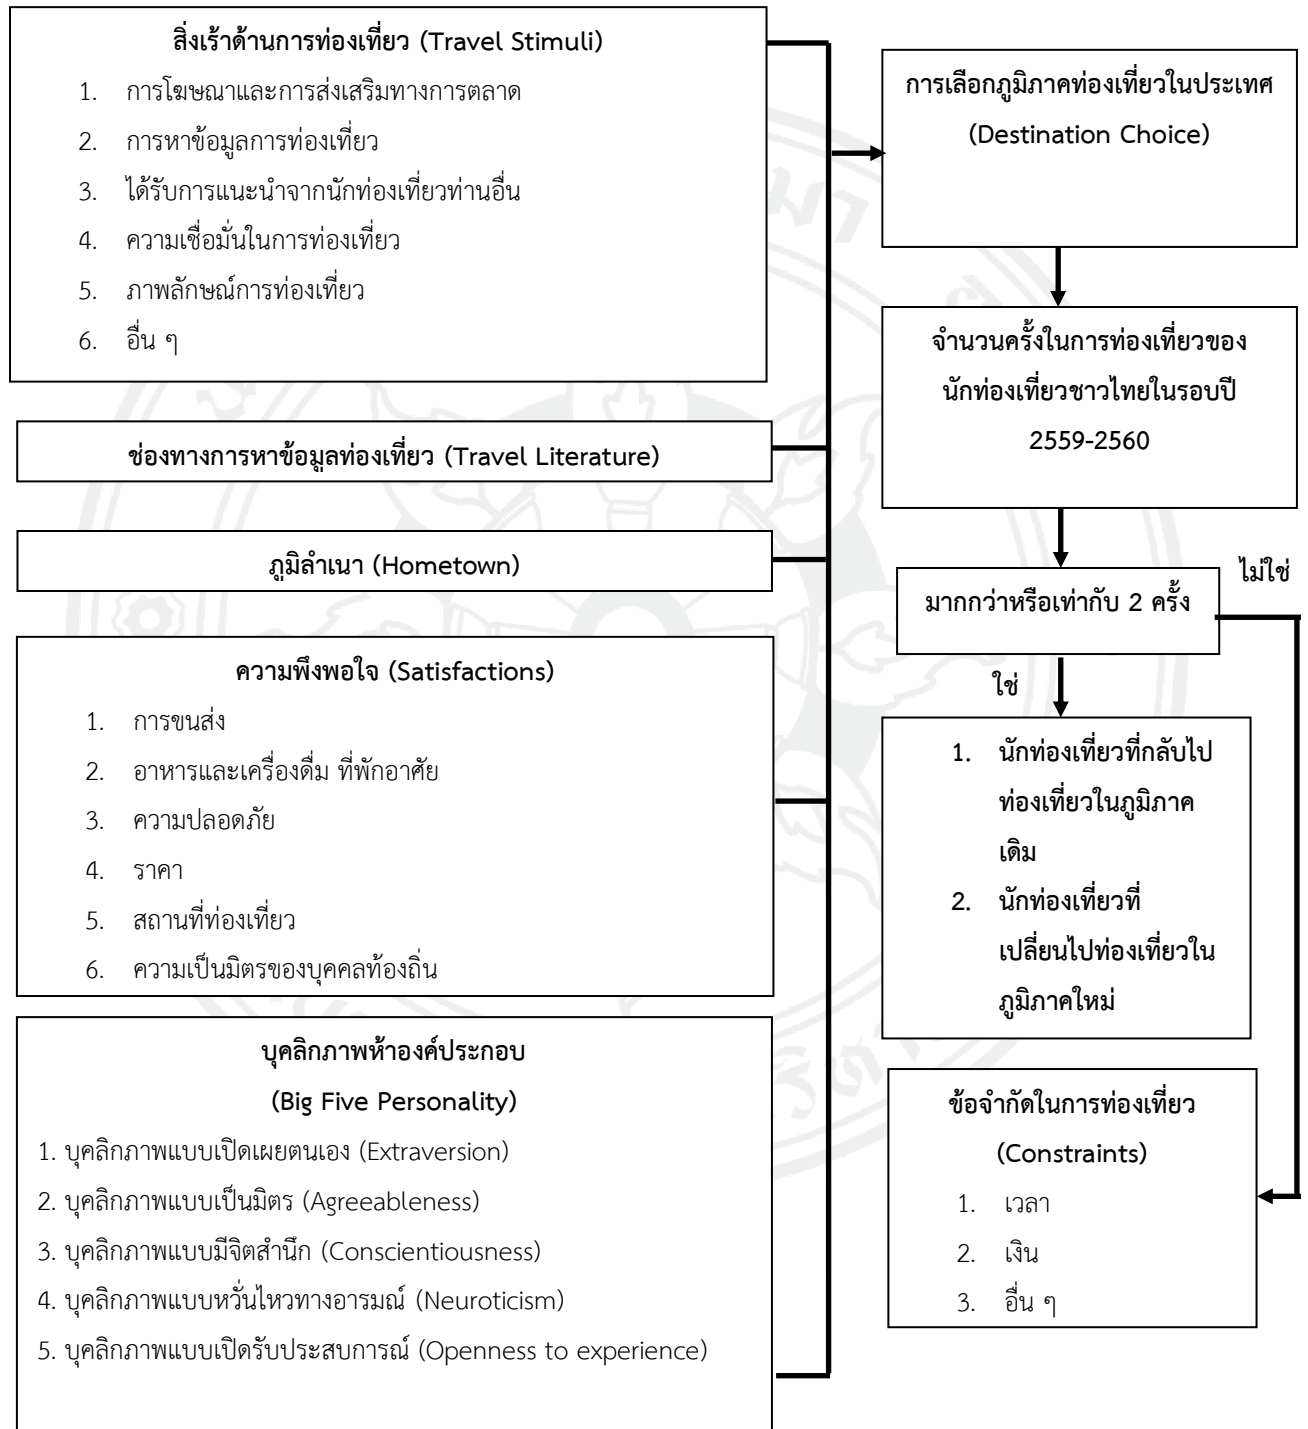 สิ่งเร้าด้านการท่องเที่ยว (Travel Stimuli)
1. การโฆษณาและการส่งเสริมทางการตลาด
2. การหาข้อมูลการท่องเที่ยว
3. ได้รับการแนะนำจากนักท่องเที่ยวท่านอื่น
4. ความเชื่อมั่นในการท่องเที่ยว
5. ภาพลักษณ์การท่องเที่ยว
6. อื่น ๆ
ช่องทางการหาข้อมูลท่องเที่ยว (Travel Literature)
ภูมิลำเนา (Hometown)
ความพึงพอใจ (Satisfactions)
1. การขนส่ง
2. อาหารและเครื่องดื่ม ที่พักอาศัย
3. ความปลอดภัย
4. ราคา
5. สถานที่ท่องเที่ยว
6. ความเป็นมิตรของบุคคลท้องถิ่น
บุคลิกภาพห้าองค์ประกอบ
(Big Five Personality)
1. บุคลิกภาพแบบเปิดเผยตนเอง (Extraversion)
2. บุคลิกภาพแบบเป็นมิตร (Agreeableness)
3. บุคลิกภาพแบบมีจิตสำนึก (Conscientiousness)
4. บุคลิกภาพแบบหวั่นไหวทางอารมณ์ (Neuroticism)
5. บุคลิกภาพแบบเปิดรับประสบการณ์ (Openness to experience)
การเลือกภูมิภาคท่องเที่ยวในประเทศ
(Destination Choice)
จำนวนครั้งในการท่องเที่ยวของ
นักท่องเที่ยวชาวไทยในรอบปี
2559-2560
มากกว่าหรือเท่ากับ 2 ครั้ง
ไม่ใช่
ใช่
1. นักท่องเที่ยวที่กลับไป
ท่องเที่ยวในภูมิภาค
เดิม
2. นักท่องเที่ยวที่
เปลี่ยนไปท่องเที่ยวใน
ภูมิภาคใหม่
ข้อจำกัดในการท่องเที่ยว
(Constraints)
1. เวลา
2. เงิน
3. อื่น ๆ